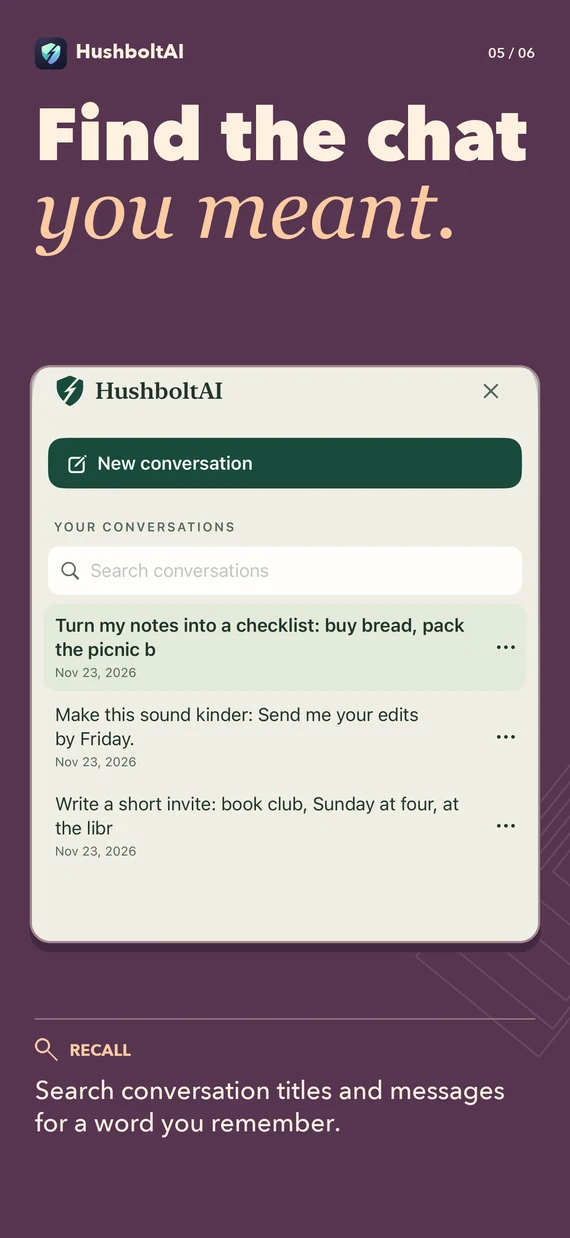 HushboltAI
05 / 06
Find the chat
you meant.
HushboltAI
New conversation
YOUR CONVERSATIONS
Search conversations
Turn my notes into a checklist: buy bread, pack
the picnic b
Nov 23, 2026
Make this sound kinder: Send me your edits
by Friday.
Nov 23, 2026
Write a short invite: book club, Sunday at four, at
the libr
Nov 23, 2026
RECALL
Search conversation titles and messages
for a word you remember.